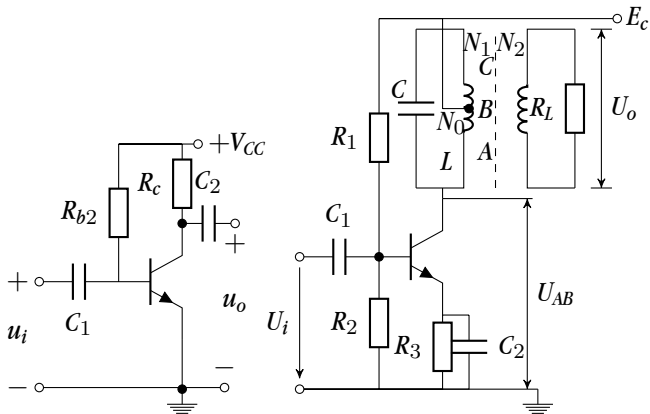 +V_CC
R_c
C_2
R_b2
+
+
C_1
u_i
u_o
−
−
E_c
N_1
N_2
C
C
B
N_0
A
L
R_L
U_o
R_1
C_1
U_i
R_2
R_3
C_2
U_AB